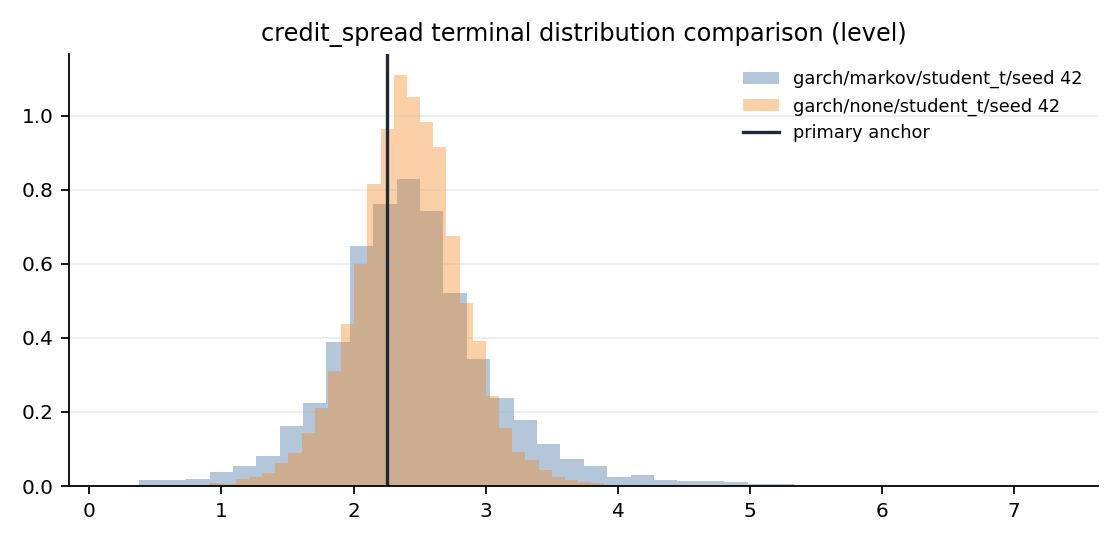 credit_spread terminal distribution comparison (level)
garch/markov/student_t/seed 42
garch/none/student_t/seed 42
primary anchor
1.0
0.8
0.6
0.4
0.2
0.0
0 1 2 3 4 5 6 7